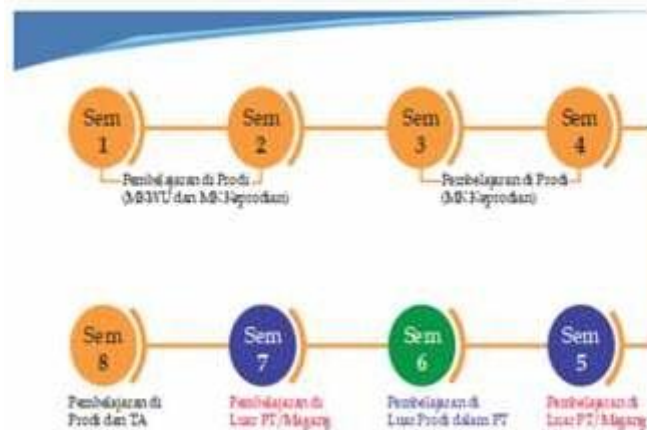 Sem
1
Sem
2
Sem
3
Sem
4
Pembelajaran di Prodi
(MKWU dan MK Keprodian)
Pembelajaran di Prodi
(MK Keprodian)
Sem
8
Sem
7
Sem
6
Sem
5
Pembelajaran di
Prodi dan TA
Pembelajaran di
Luar PT/Magang
Pembelajaran di
Luar Prodi dalam PT
Pembelajaran di
Luar PT/Magang